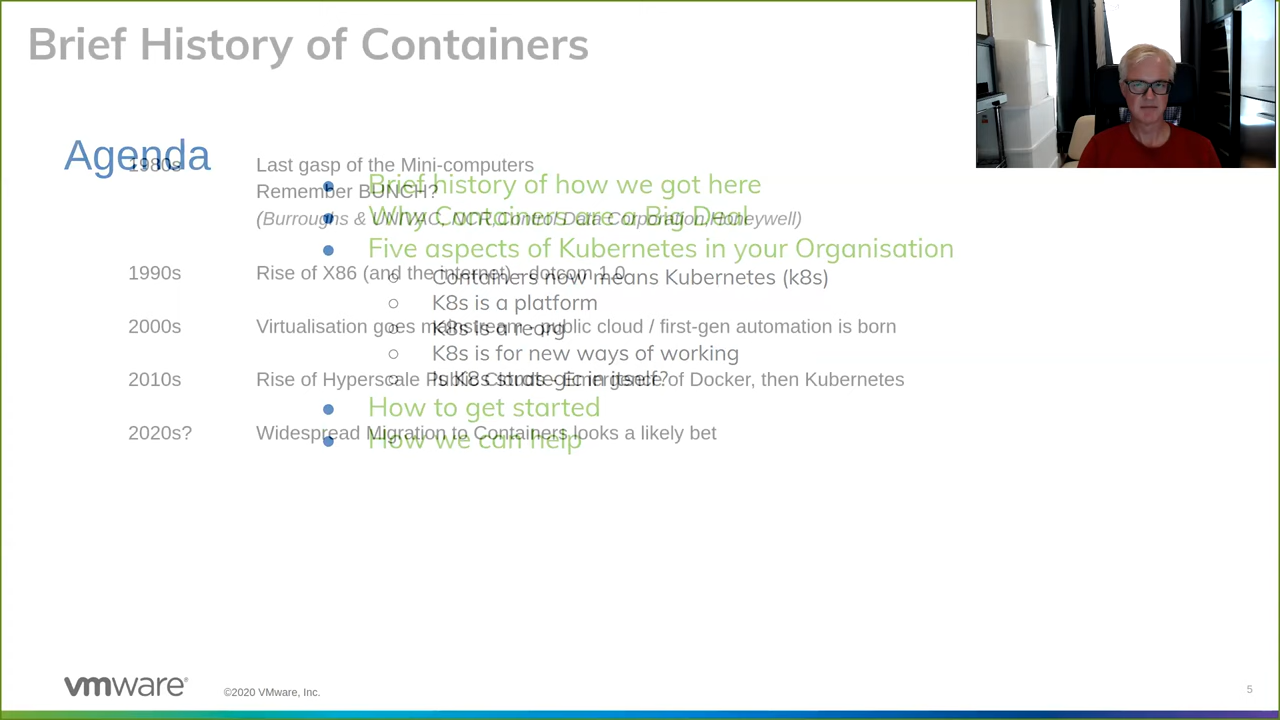 Brief History of Containers
Agenda
1980s Last gasp of the Mini-computers
Remember BUNCH?
(Burroughs & UNIVAC, NCR, Control Data Corporation, Honeywell)
1990s Rise of X86 (and the internet) - dotcom 1.0
2000s Virtualisation goes mainstream - public cloud / first-gen automation is born
2010s Rise of Hyperscale Public Clouds - Emergence of Docker, then Kubernetes
2020s? Widespread Migration to Containers looks a likely bet
● Brief history of how we got here
● Why Containers are a Big Deal
● Five aspects of Kubernetes in your Organisation
○ Containers now means Kubernetes (k8s)
○ K8s is a platform
○ K8s is a re-org
○ K8s is for new ways of working
○ Is K8s strategic in itself?
● How to get started
● How we can help
vmware®
©2020 VMware, Inc.
5